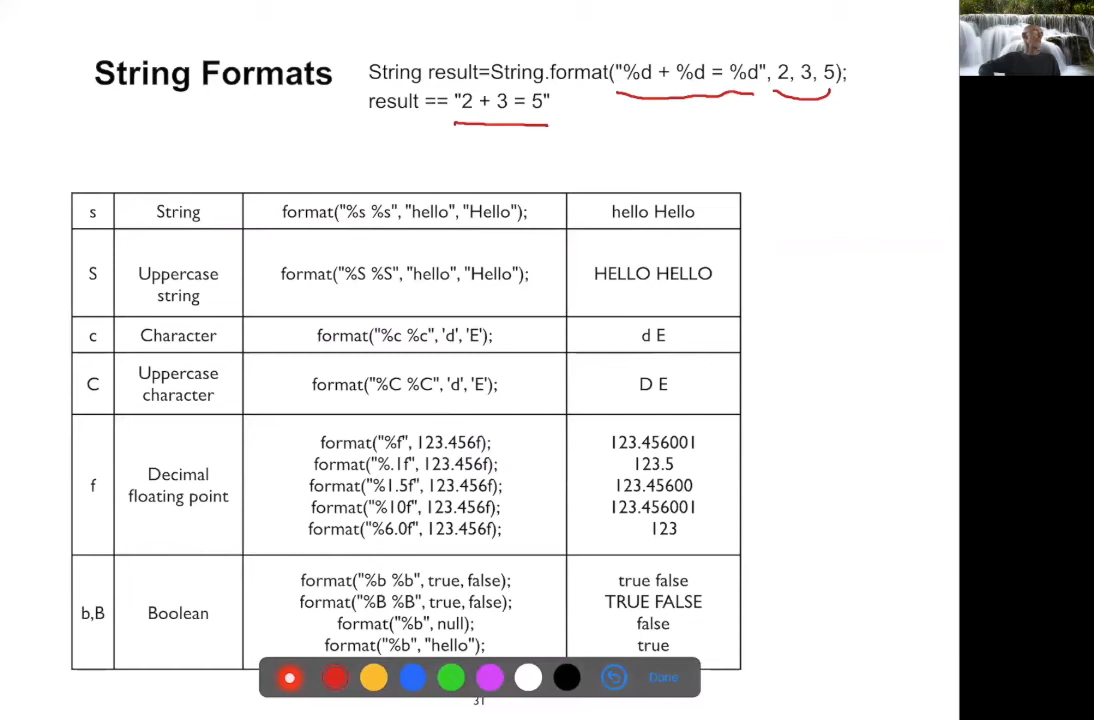 String Formats
String result=String.format("%d + %d = %d", 2, 3, 5);
result == "2 + 3 = 5"
s String format("%s %s", "hello", "Hello"); hello Hello
S Uppercase string format("%S %S", "hello", "Hello"); HELLO HELLO
c Character format("%c %c", 'd', 'E'); d E
C Uppercase character format("%C %C", 'd', 'E'); D E
f Decimal floating point
format("%f", 123.456f); 123.456001
format("%.1f", 123.456f); 123.5
format("%1.5f", 123.456f); 123.45600
format("%10f", 123.456f); 123.456001
format("%6.0f", 123.456f); 123
b,B Boolean
format("%b %b", true, false); true false
format("%B %B", true, false); TRUE FALSE
format("%b", null); false
format("%b", "hello"); true
Done
31